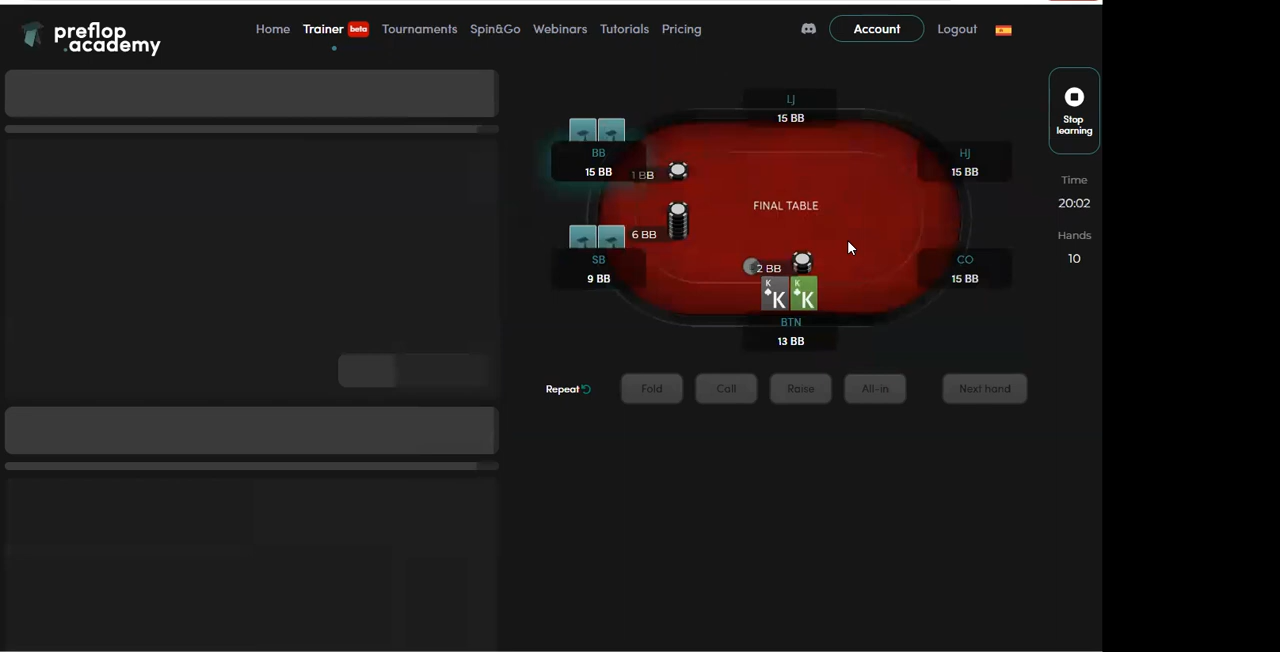 preflop
.academy
Home
Trainer beta
Tournaments
Spin&Go
Webinars
Tutorials
Pricing
Account
Logout
LJ
15 BB
BB
15 BB
1 BB
HJ
15 BB
Stop
learning
Time
20:02
Hands
10
FINAL TABLE
6 BB
SB
9 BB
2 BB
CO
15 BB
K K
K K
BTN
13 BB
Repeat
Fold
Call
Raise
All-in
Next hand